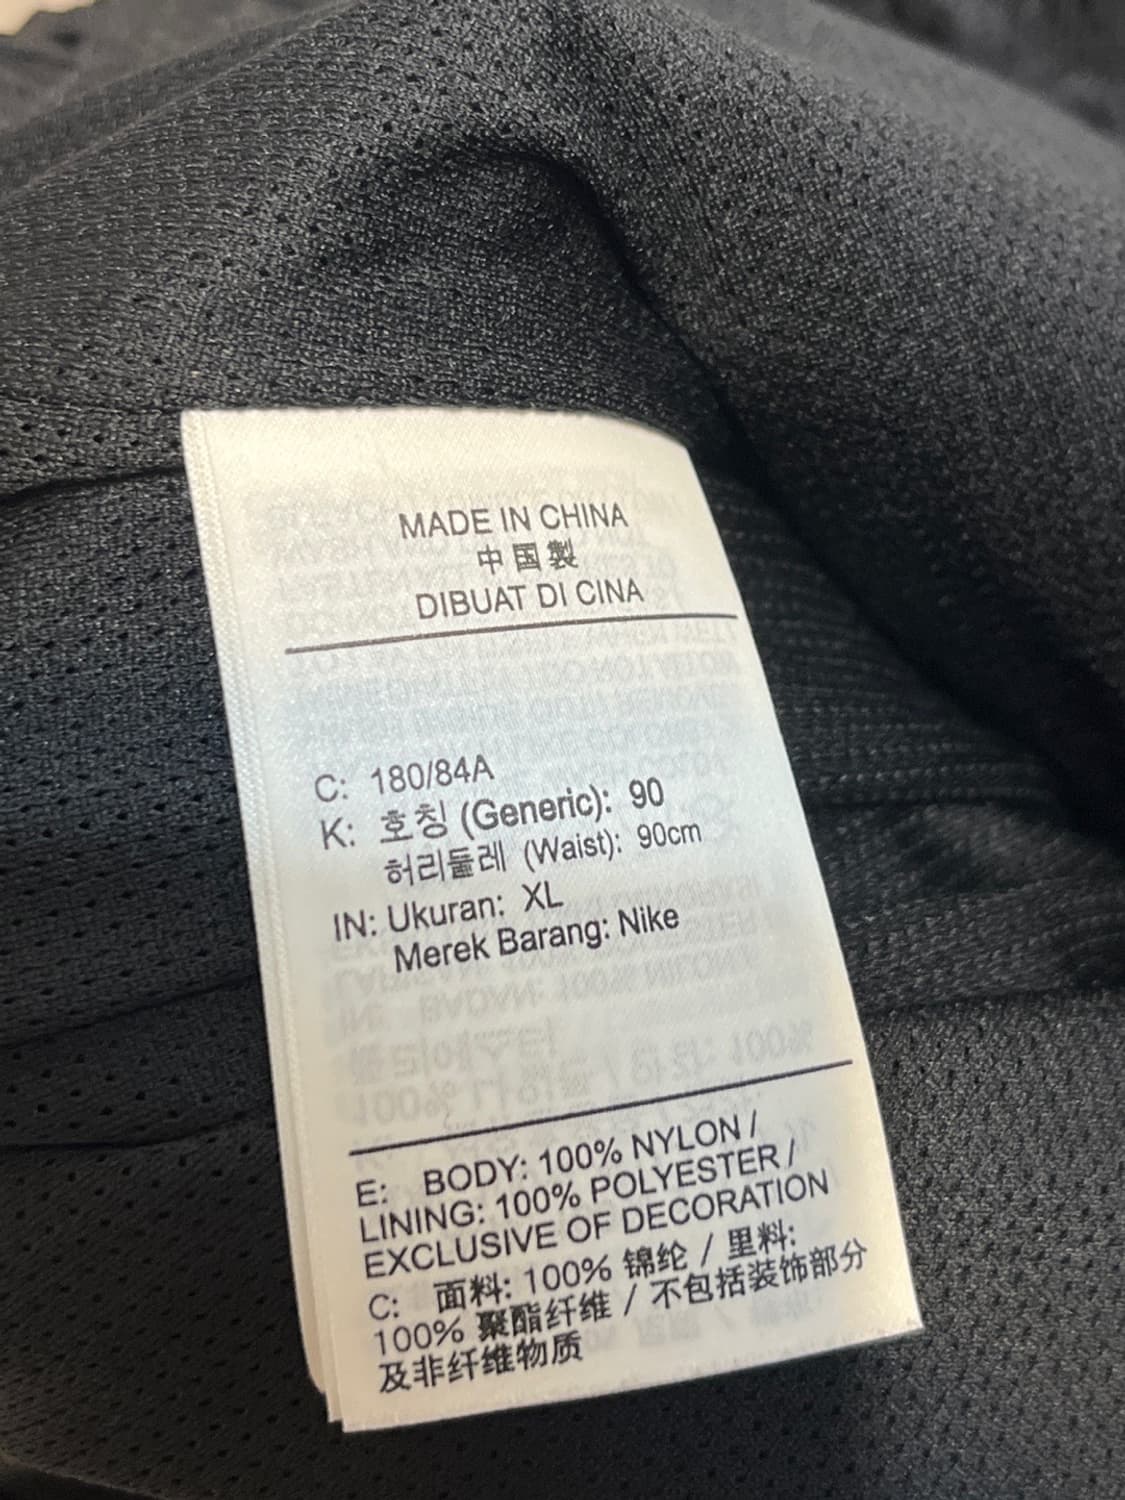 MADE IN CHINA
中国製
DIBUAT DI CINA
C: 180/84A
K: 호칭 (Generic): 90
허리둘레 (Waist): 90cm
IN: Ukuran: XL
Merek Barang: Nike
E: BODY: 100% NYLON /
LINING: 100% POLYESTER /
EXCLUSIVE OF DECORATION
C: 面料: 100% 锦纶 / 里料:
100% 聚酯纤维 / 不包括装饰部分
及非纤维物质